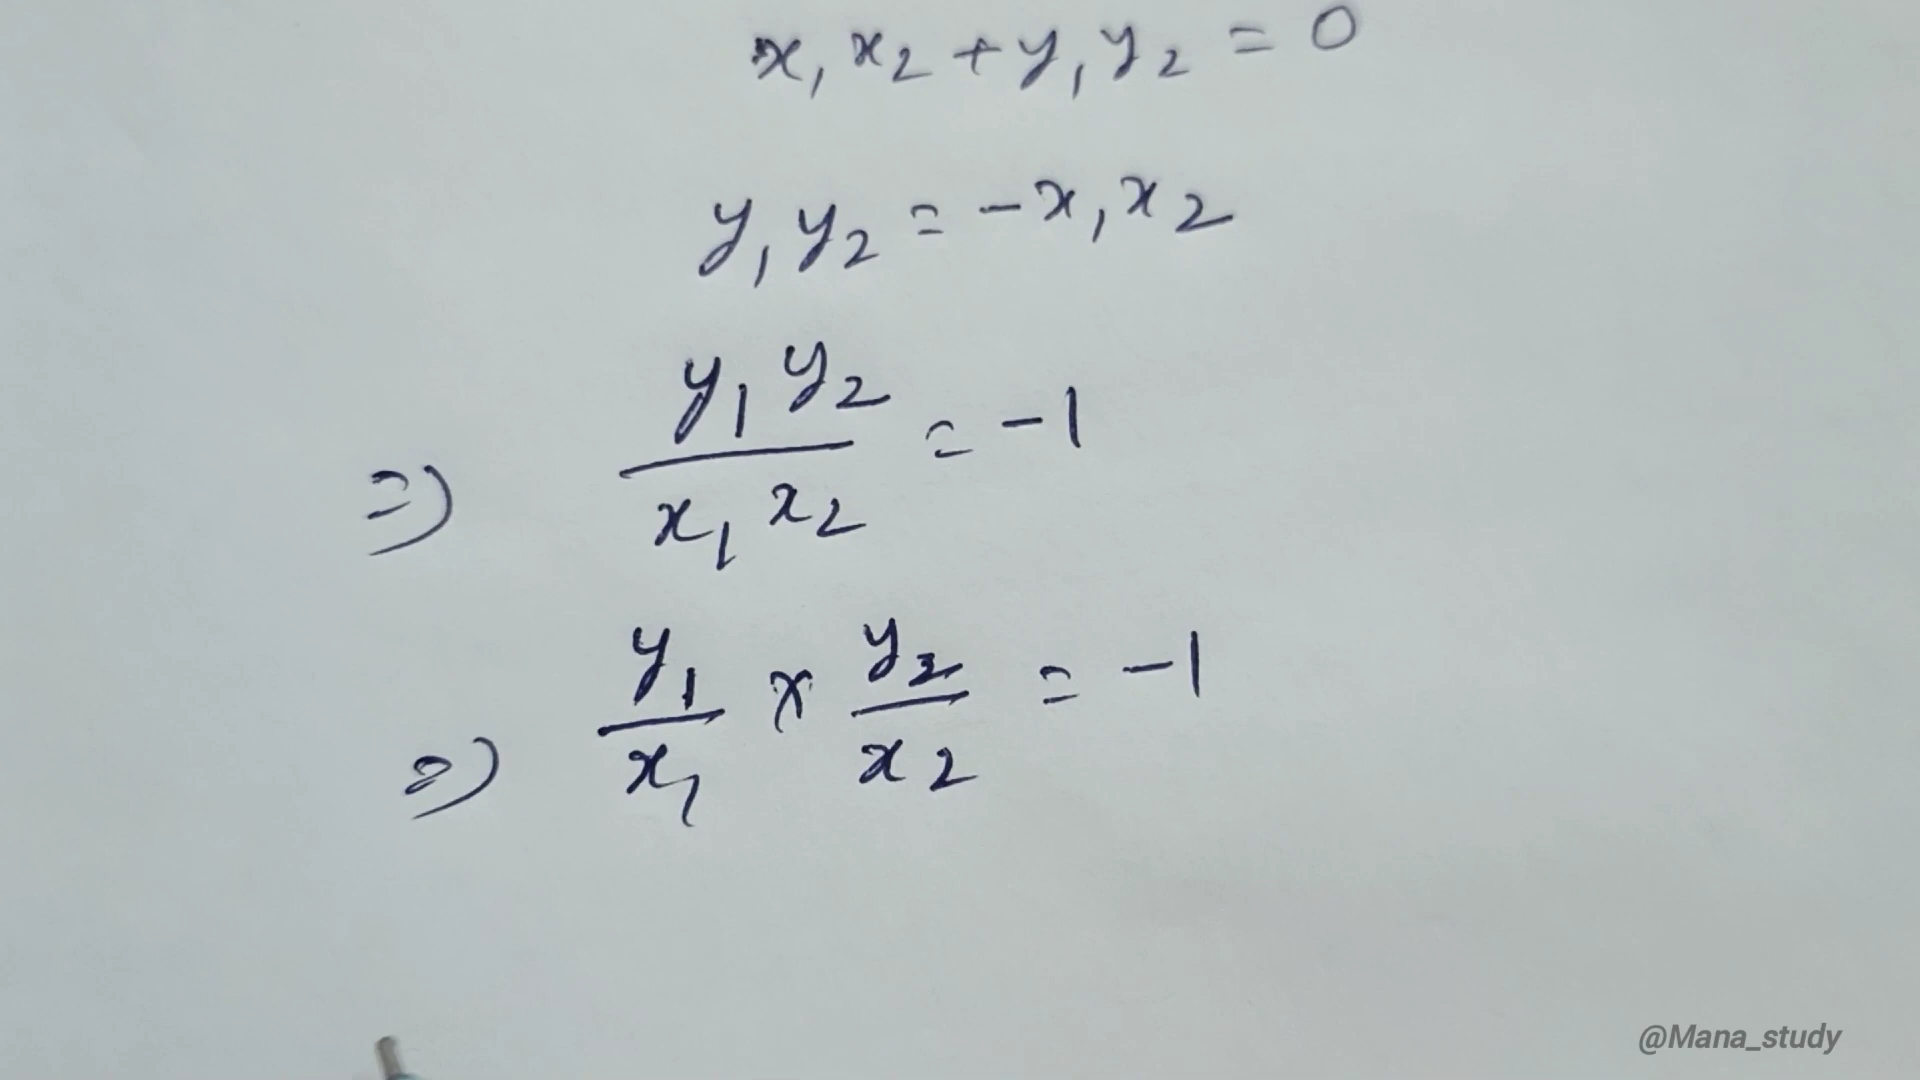 x₁x₂ + y₁y₂ = 0
y₁y₂ = -x₁x₂
⇒ y₁y₂/x₁x₂ = -1
⇒ y₁/x₁ × y₂/x₂ = -1
@Mana_study